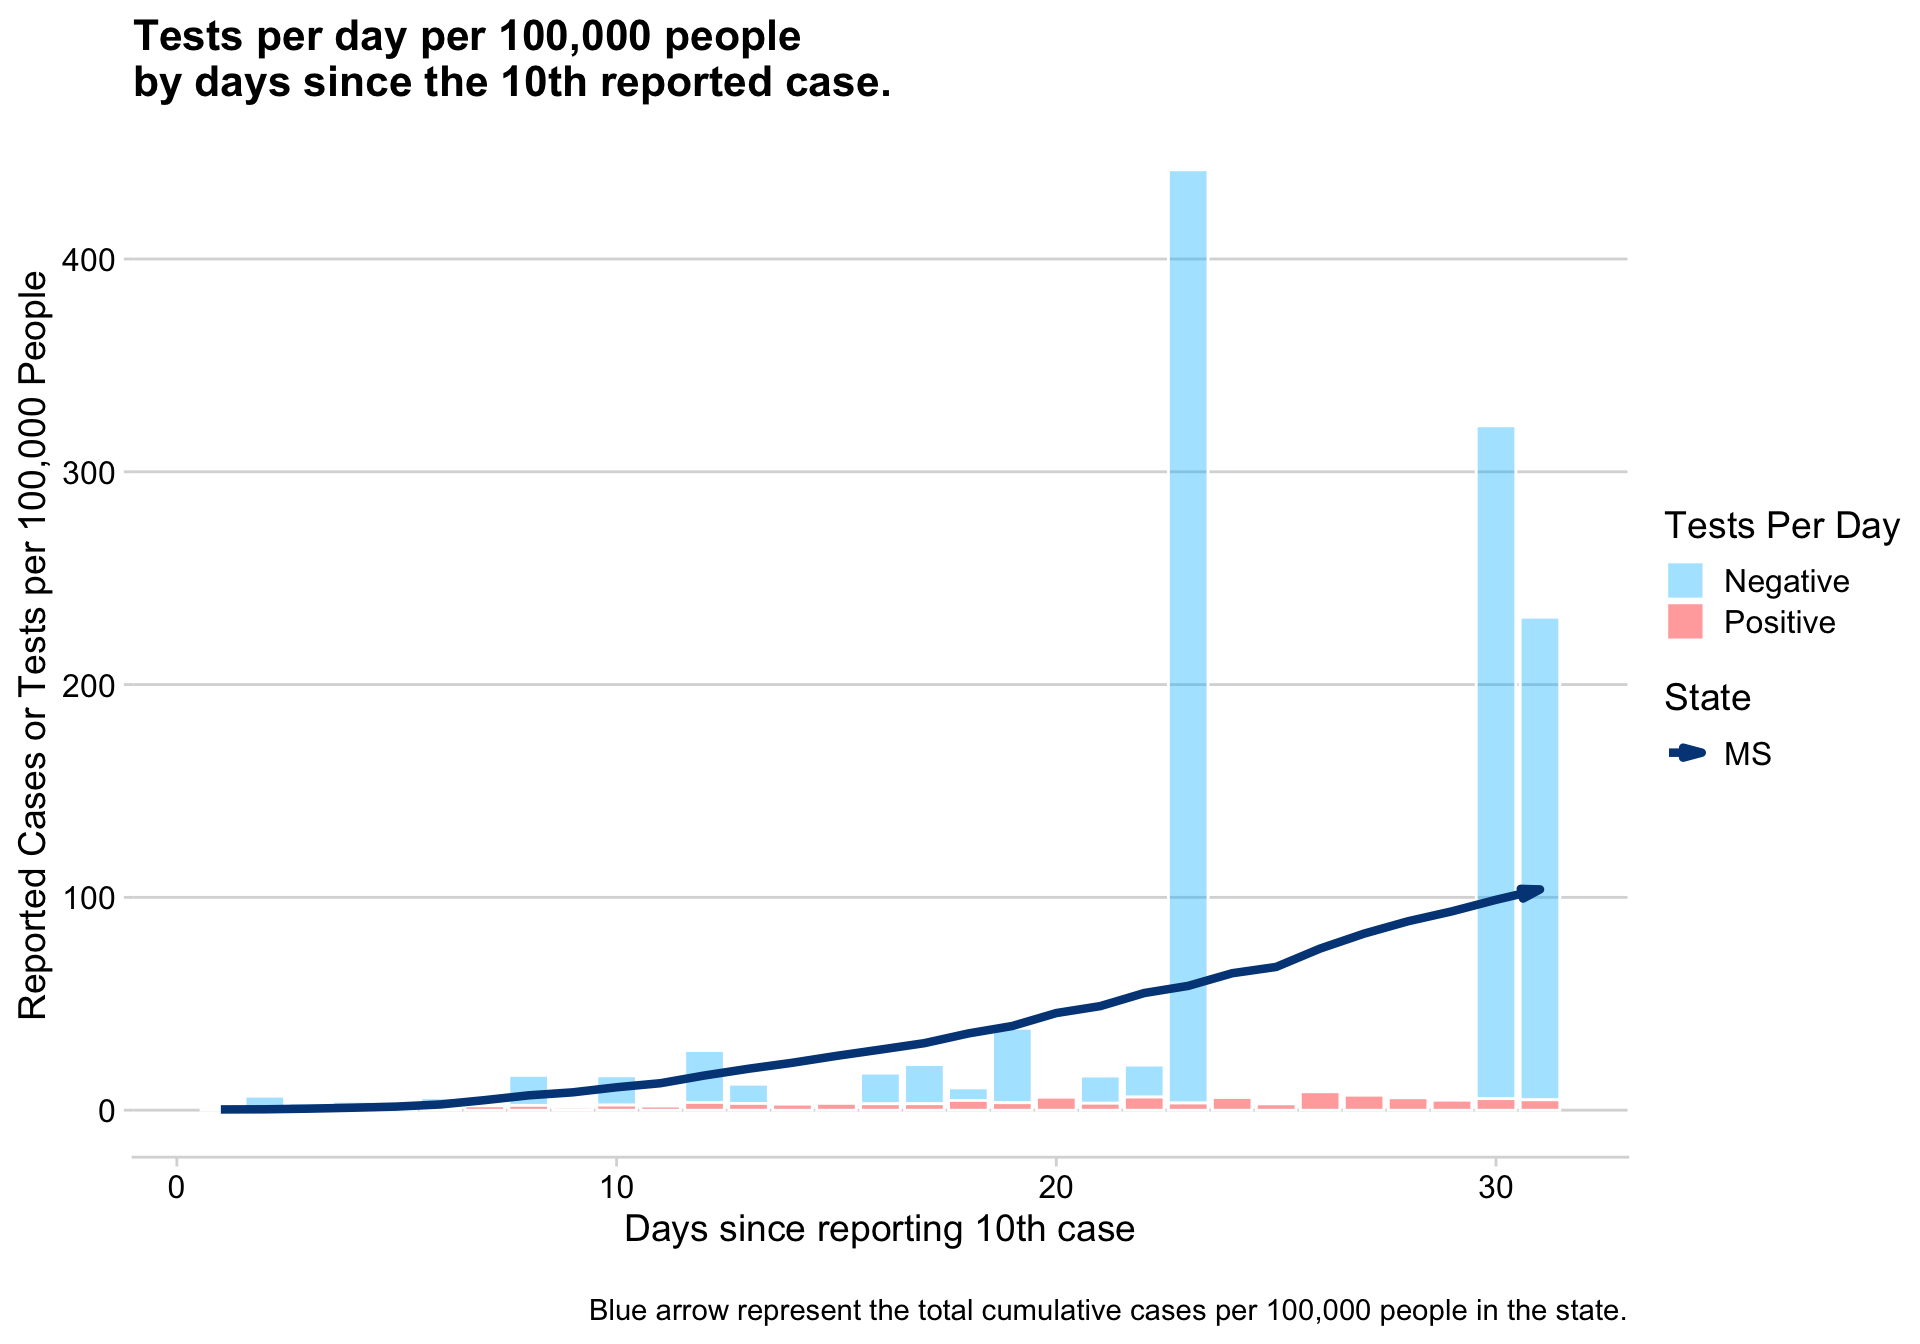 Tests per day per 100,000 people
by days since the 10th reported case.
Reported Cases or Tests per 100,000 People
400
300
200
100
0
0
10
20
30
Days since reporting 10th case
Tests Per Day
Negative
Positive
State
MS
Blue arrow represent the total cumulative cases per 100,000 people in the state.